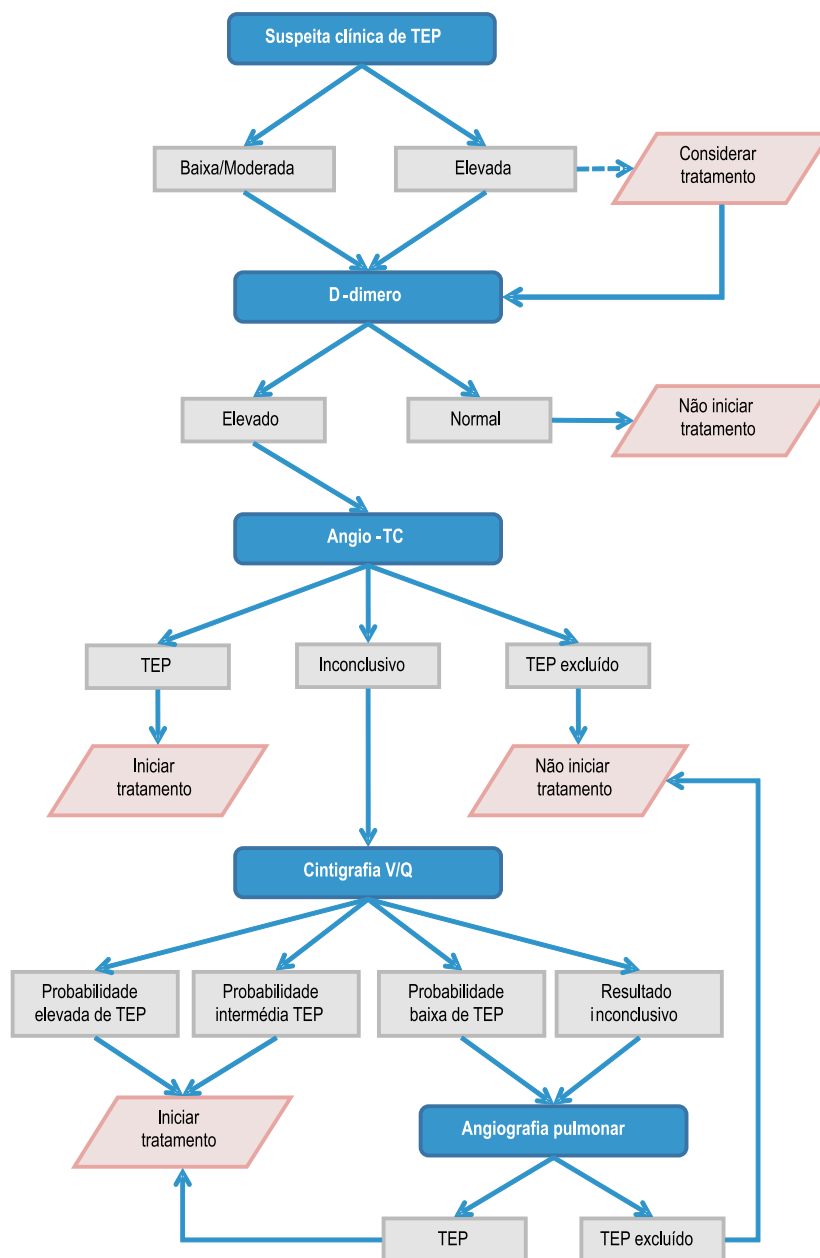 Suspeita clínica de TEP
Baixa/Moderada
Elevada
Considerar
tratamento
D-dimero
Elevado
Normal
Não iniciar
tratamento
Angio -TC
TEP
Inconclusivo
TEP excluído
Iniciar
tratamento
Não iniciar
tratamento
Cintigrafia V/Q
Probabilidade
elevada de TEP
Probabilidade
intermédia TEP
Probabilidade
baixa de TEP
Resultado
inconclusivo
Iniciar
tratamento
Angiografia pulmonar
TEP
TEP excluído